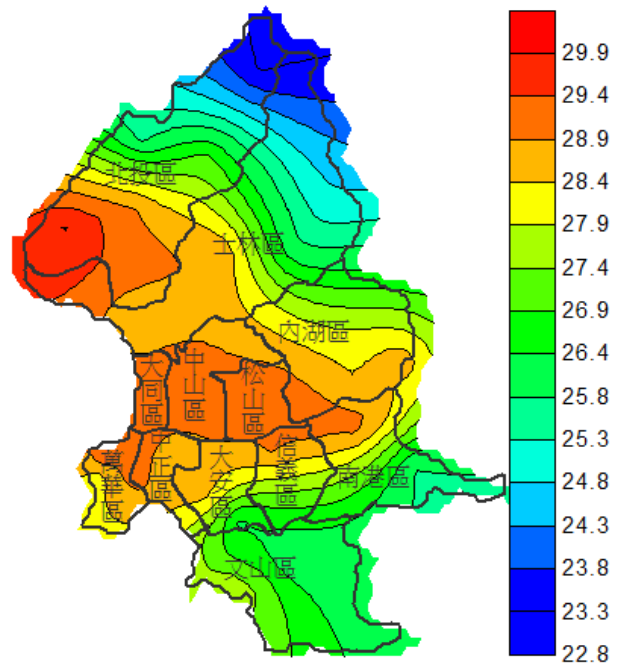 北投區
士林區
內湖區
大同區
中山區
松山區
萬華區
中正區
大安區
信義區
南港區
文山區
29.9
29.4
28.9
28.4
27.9
27.4
26.9
26.4
25.8
25.3
24.8
24.3
23.8
23.3
22.8